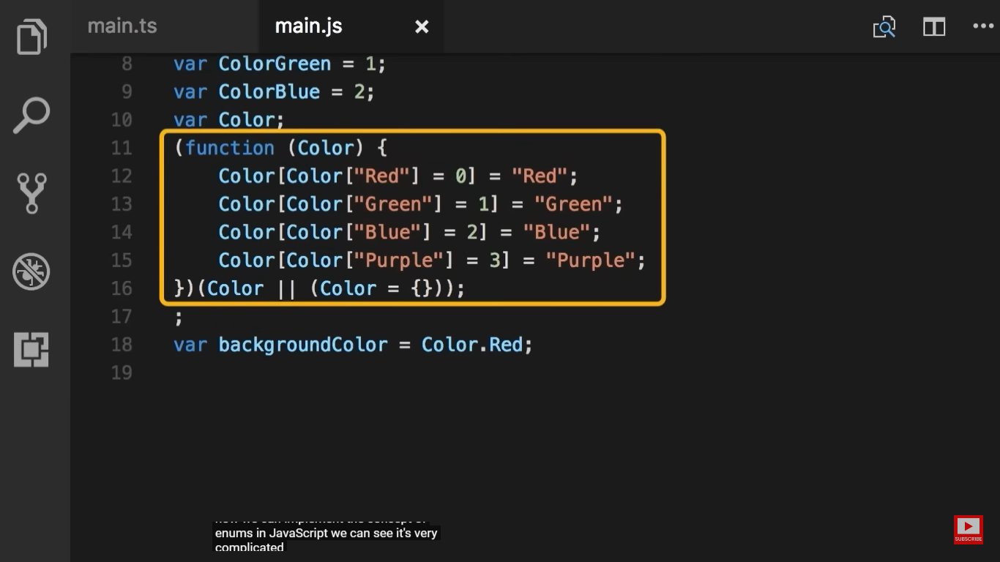 main.ts main.js
8 var ColorGreen = 1;
9 var ColorBlue = 2;
10 var Color;
11 (function (Color) {
12 Color[Color["Red"] = 0] = "Red";
13 Color[Color["Green"] = 1] = "Green";
14 Color[Color["Blue"] = 2] = "Blue";
15 Color[Color["Purple"] = 3] = "Purple";
16 })(Color || (Color = {}));
17 ;
18 var backgroundColor = Color.Red;
19
enums in JavaScript we can see it's very
complicated
SUBSCRIBE